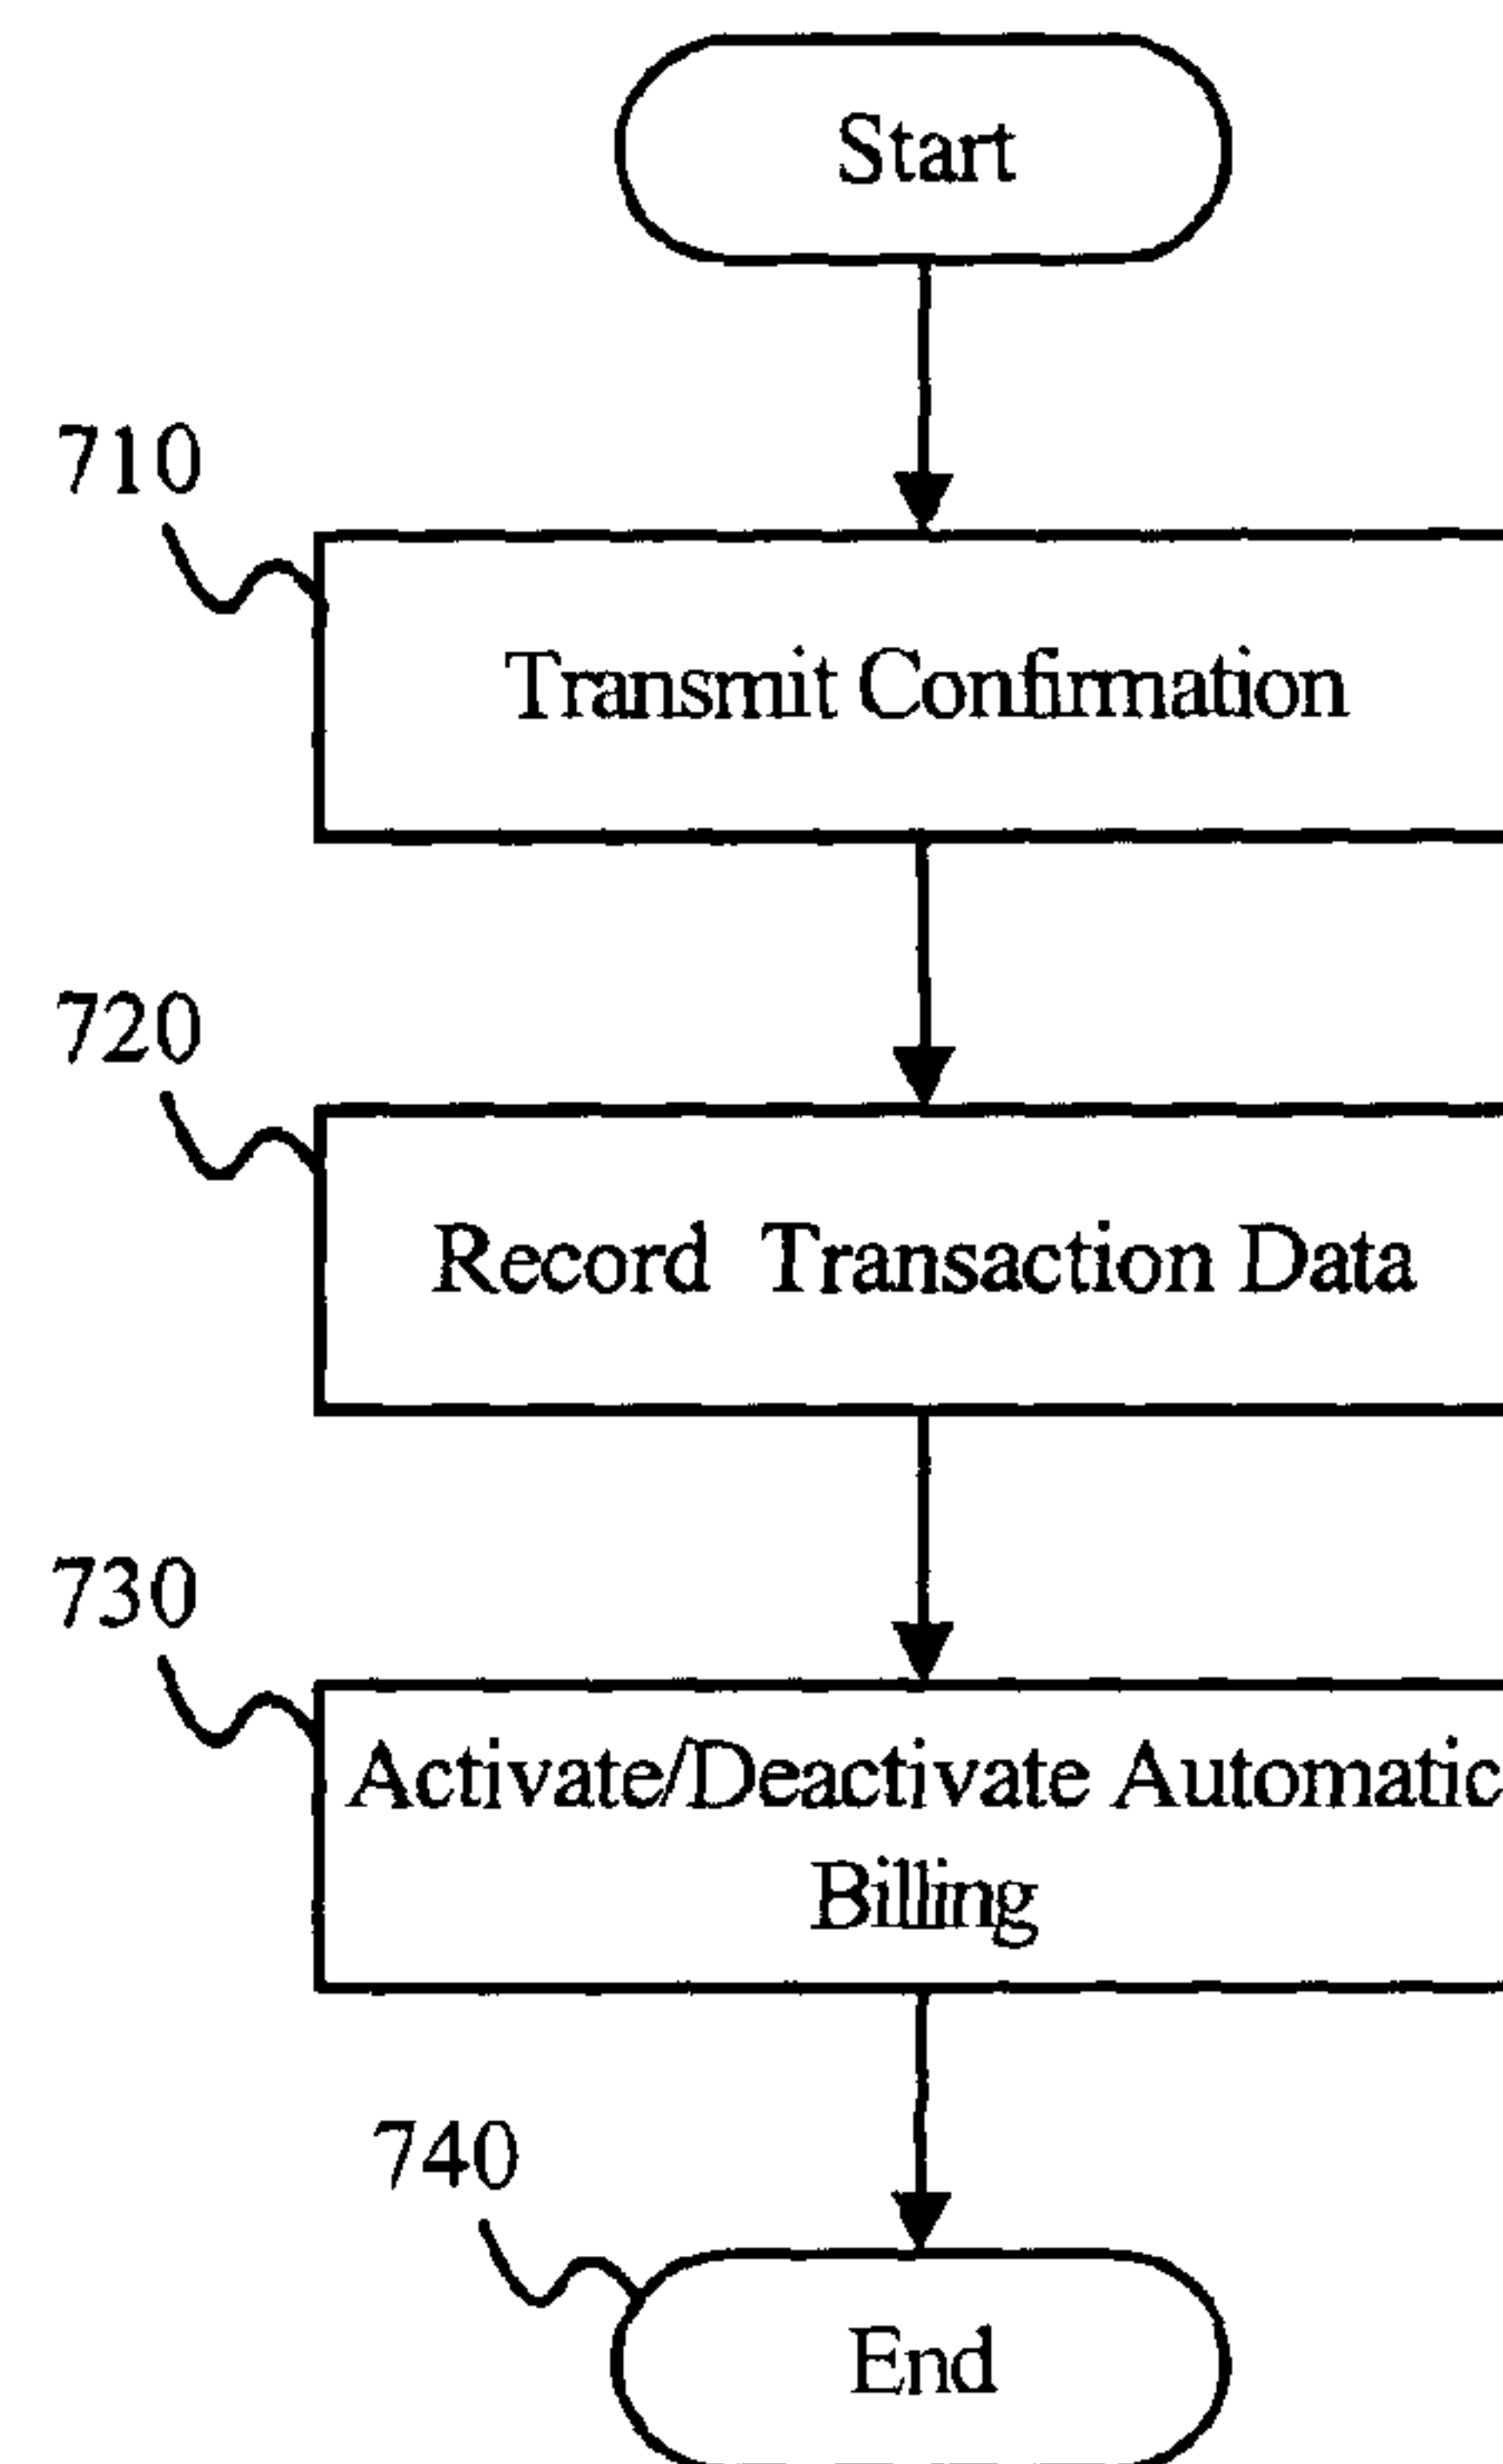 Start
710
Transmit Confirmation
720
Record Transaction Data
730
Activate/Deactivate Automatic
Billing
740
End